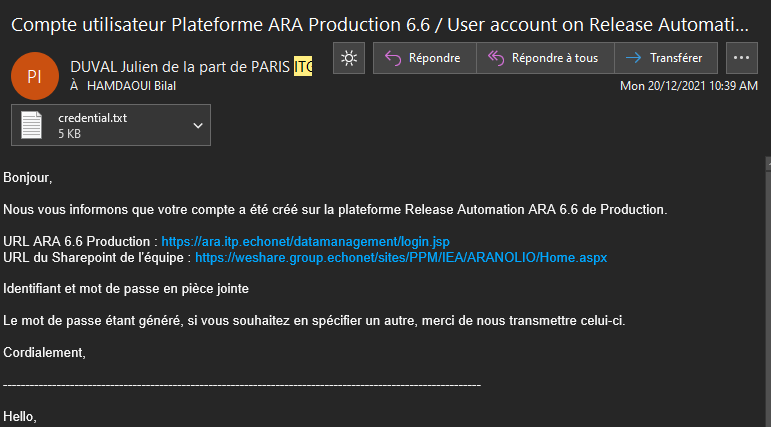 Compte utilisateur Plateforme ARA Production 6.6 / User account on Release Automati...
PI
DUVAL Julien de la part de PARIS ITG
À HAMDAOUI Bilal
Répondre
Répondre à tous
Transférer
...
Mon 20/12/2021 10:39 AM
credential.txt
5 KB
Bonjour,
Nous vous informons que votre compte a été créé sur la plateforme Release Automation ARA 6.6 de Production.
URL ARA 6.6 Production : https://ara.itp.echonet/datamanagement/login.jsp
URL du Sharepoint de l'équipe : https://weshare.group.echonet/sites/PPM/IEA/ARANOLIO/Home.aspx
Identifiant et mot de passe en pièce jointe
Le mot de passe étant généré, si vous souhaitez en spécifier un autre, merci de nous transmettre celui-ci.
Cordialement,
------------------------------------------------------------------------------------------------------------
Hello,